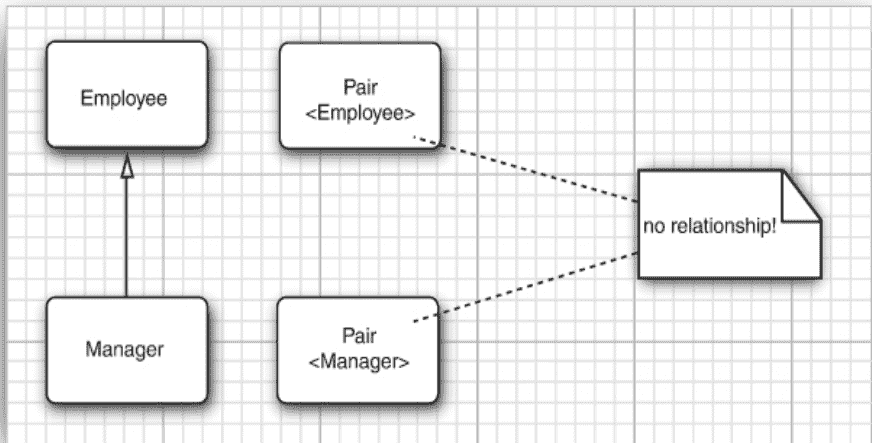 Employee
Pair
<Employee>
no relationship!
Manager
Pair
<Manager>